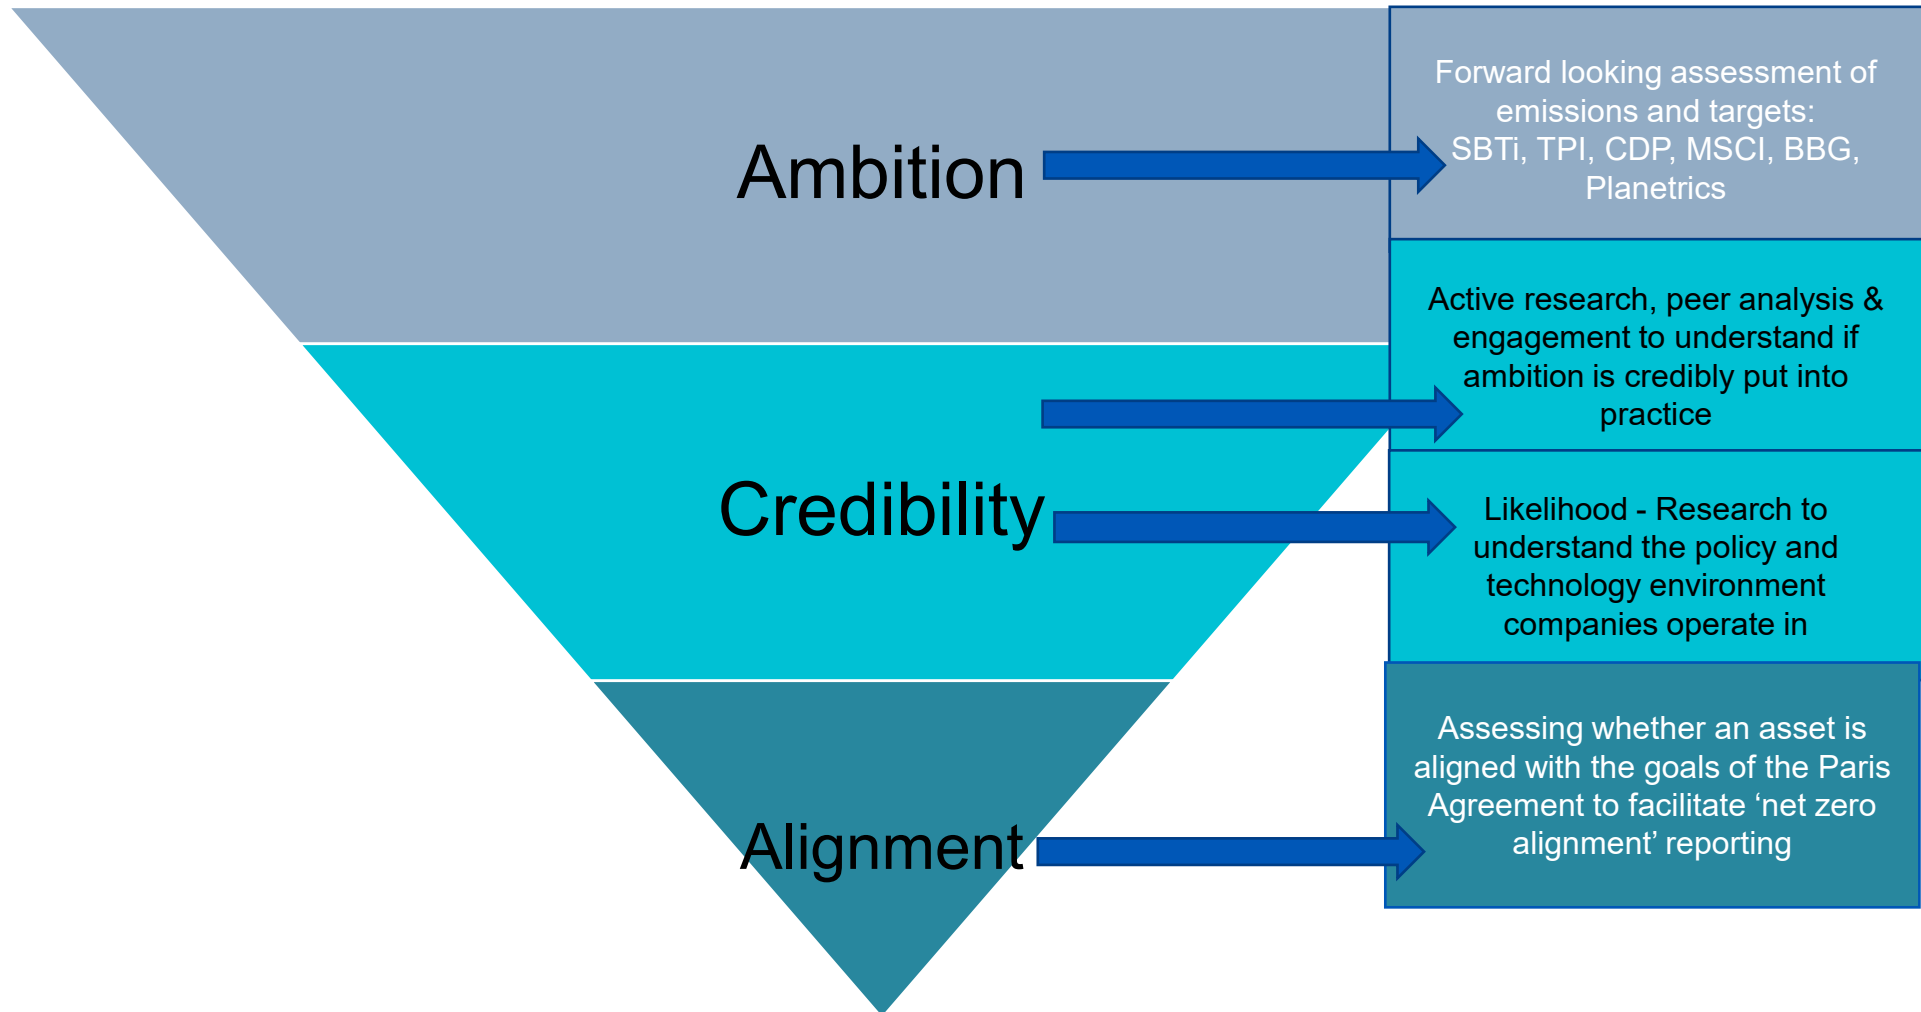 Ambition
Forward looking assessment of
emissions and targets:
SBTi, TPI, CDP, MSCI, BBG,
Planetrics
Credibility
Active research, peer analysis &
engagement to understand if
ambition is credibly put into
practice
Likelihood - Research to
understand the policy and
technology environment
companies operate in
Alignment
Assessing whether an asset is
aligned with the goals of the Paris
Agreement to facilitate ‘net zero
alignment’ reporting